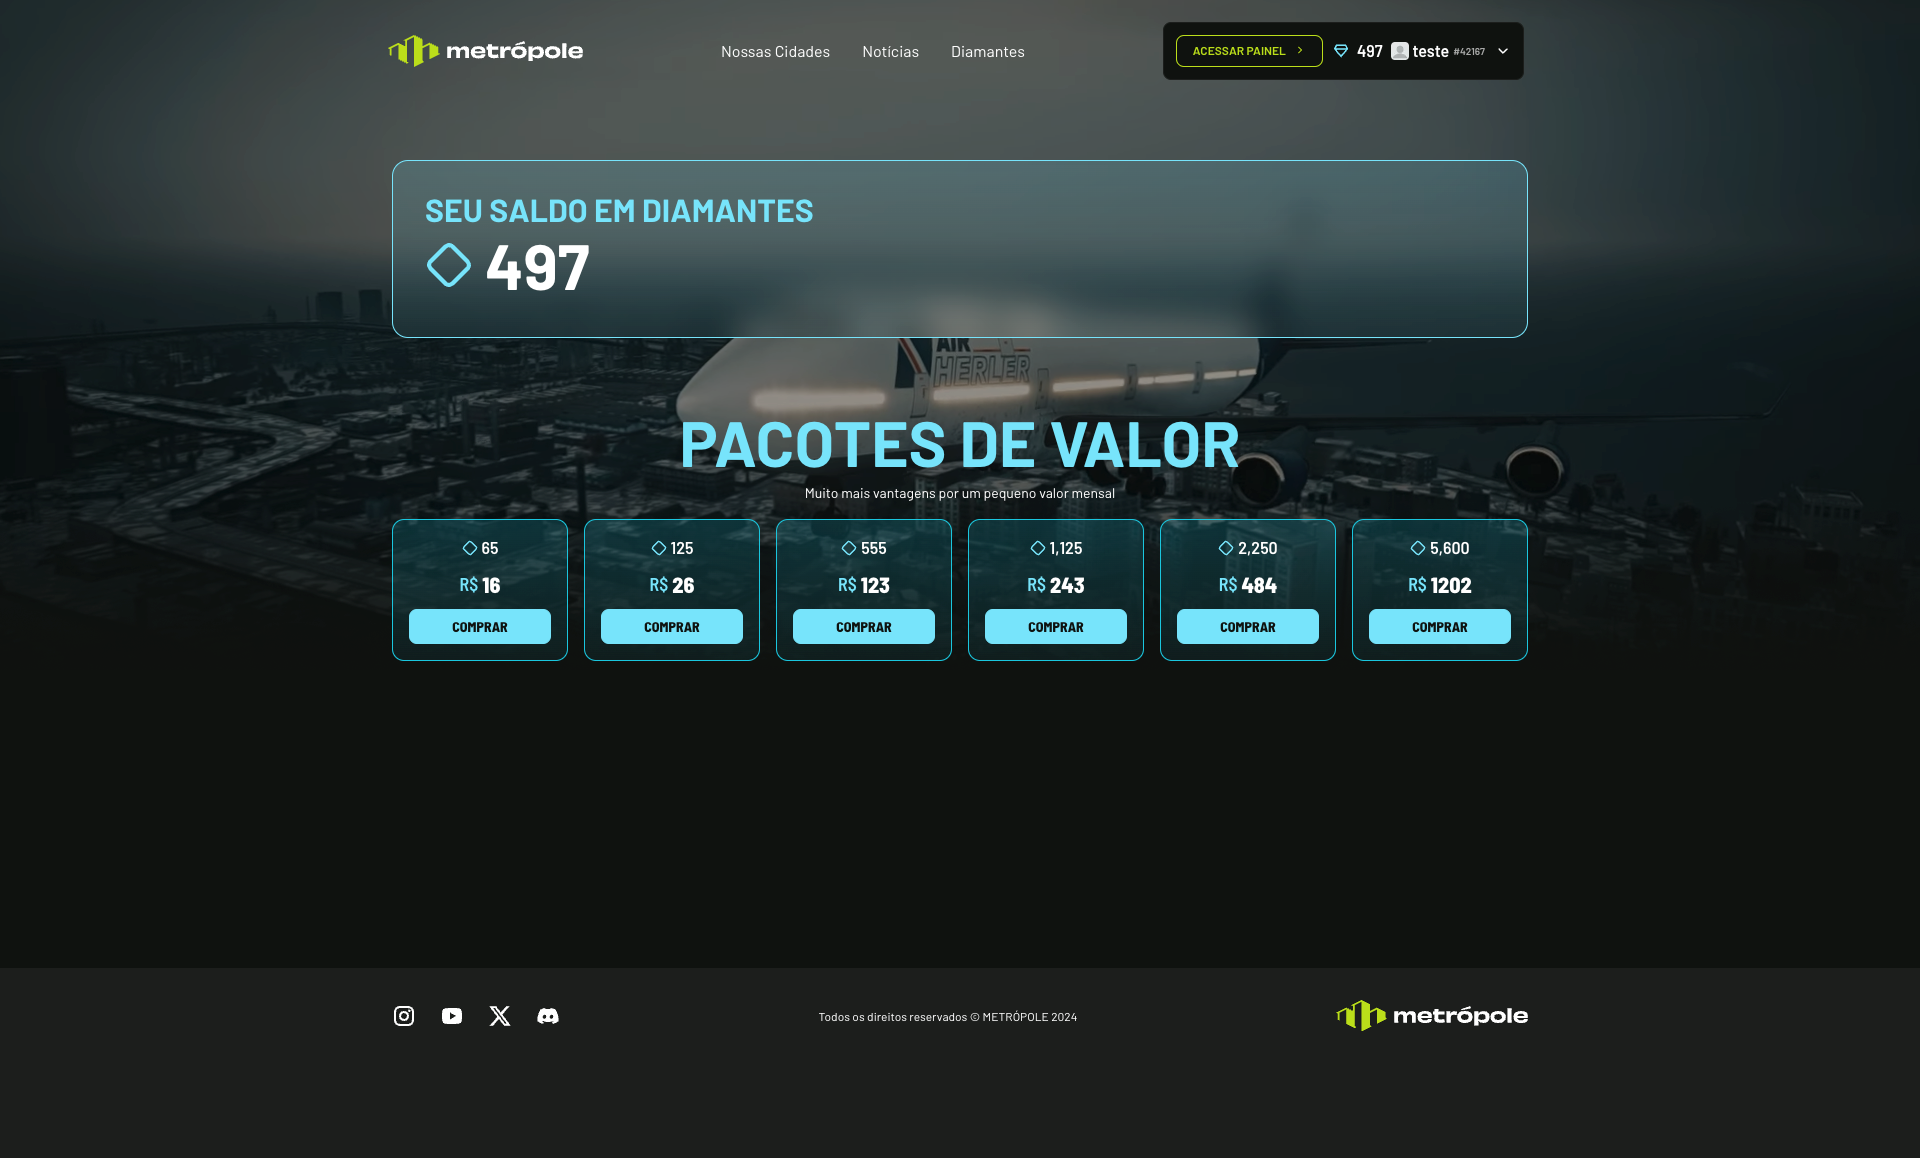 metrópole
Nossas Cidades
Notícias
Diamantes
ACESSAR PAINEL
497
teste #42167
SEU SALDO EM DIAMANTES
497
AIR
HERLER
PACOTES DE VALOR
Muito mais vantagens por um pequeno valor mensal
65
R$ 16
COMPRAR
125
R$ 26
COMPRAR
555
R$ 123
COMPRAR
1,125
R$ 243
COMPRAR
2,250
R$ 484
COMPRAR
5,600
R$ 1202
COMPRAR
Todos os direitos reservados © METRÓPOLE 2024
metrópole